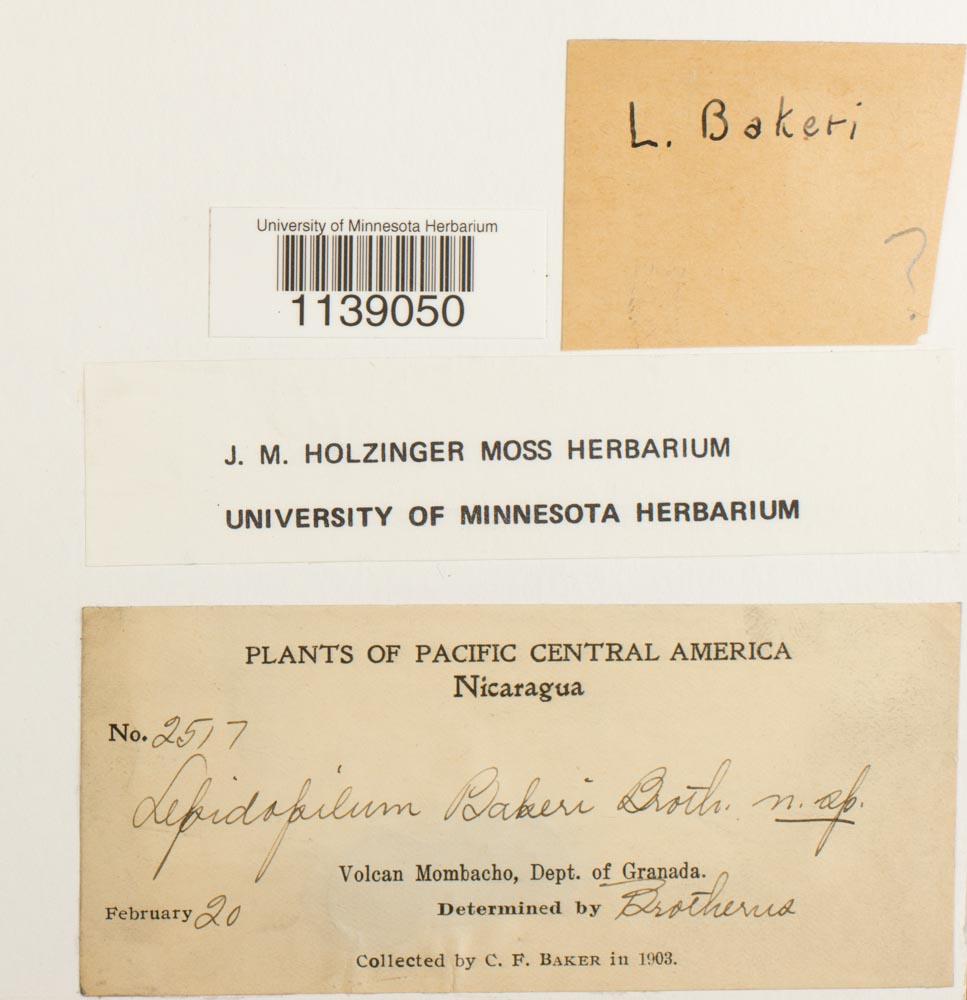 L. Bakeri
?
University of Minnesota Herbarium
1139050
J. M. HOLZINGER MOSS HERBARIUM
UNIVERSITY OF MINNESOTA HERBARIUM
PLANTS OF PACIFIC CENTRAL AMERICA
Nicaragua
No. 2517
Lepidopilum Bakeri Broth. n. sp.
Volcan Mombacho, Dept. of Granada.
February 20 Determined by Brotherus
Collected by C. F. BAKER in 1903.